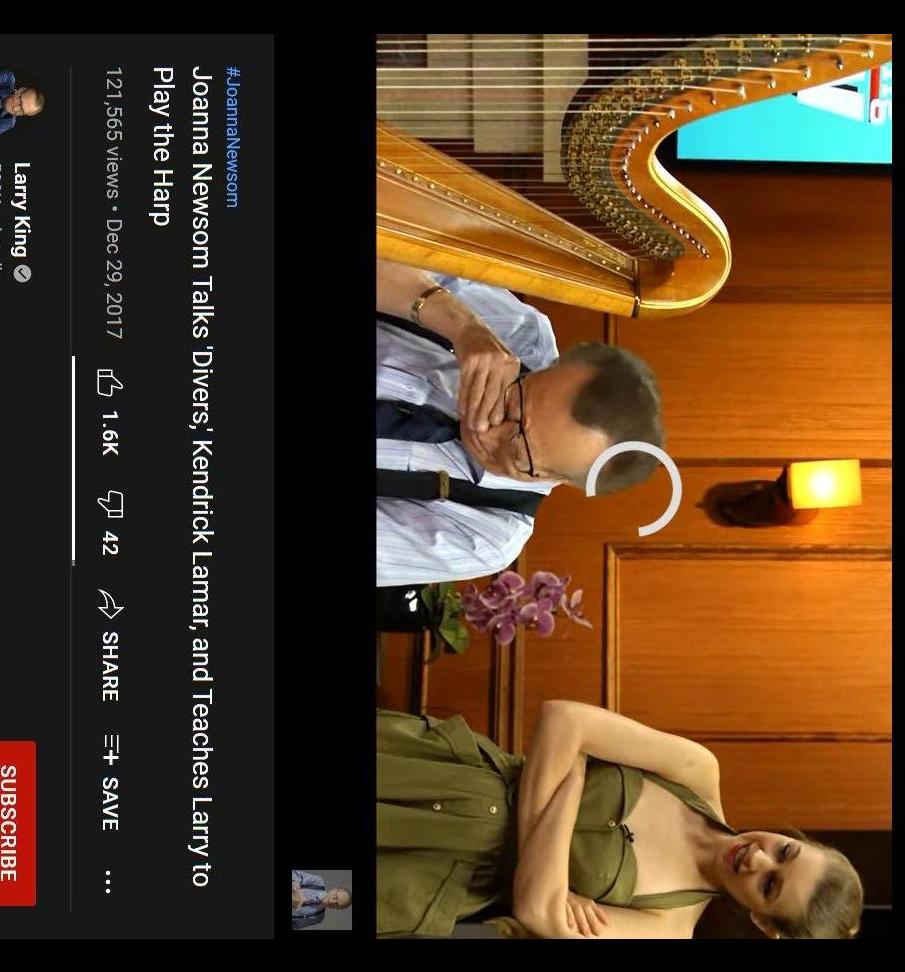 #JoannaNewsom
Joanna Newsom Talks 'Divers,' Kendrick Lamar, and Teaches Larry to
Play the Harp
121,565 views • Dec 29, 2017
1.6K
42
SHARE
SAVE
Larry King
SUBSCRIBE